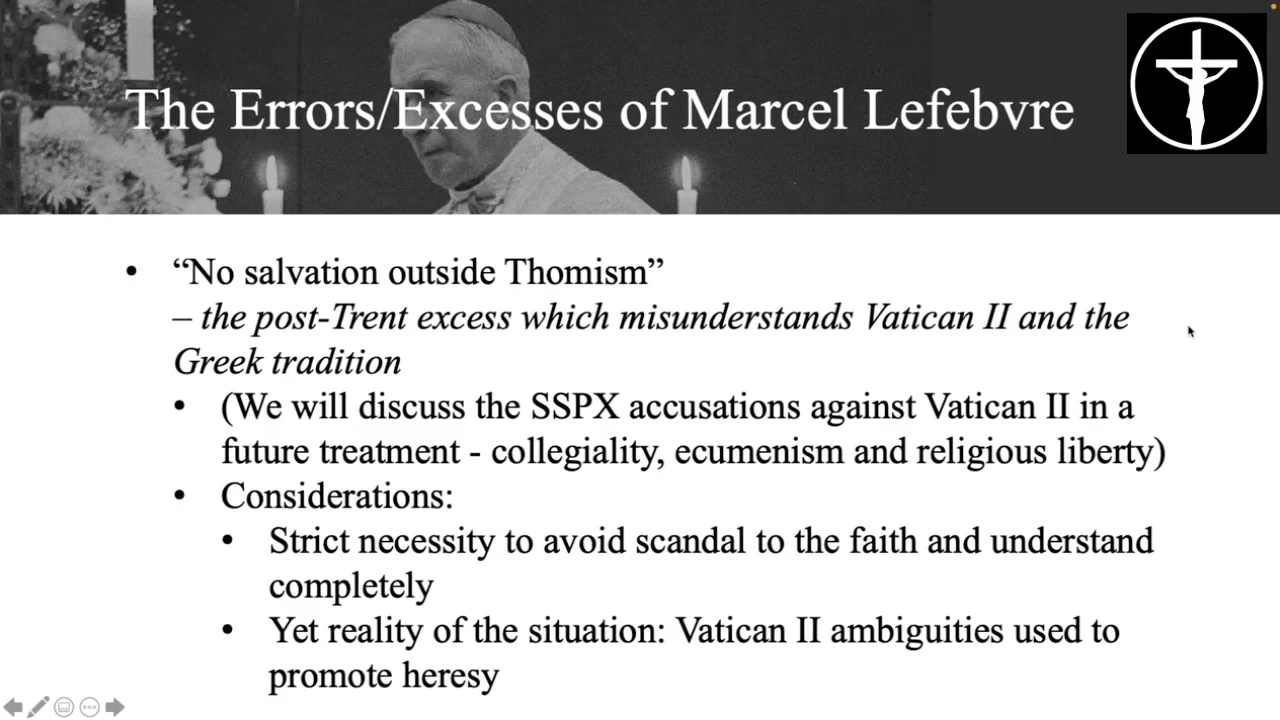 The Errors/Excesses of Marcel Lefebvre
• “No salvation outside Thomism”
– the post-Trent excess which misunderstands Vatican II and the
Greek tradition
• (We will discuss the SSPX accusations against Vatican II in a
future treatment - collegiality, ecumenism and religious liberty)
• Considerations:
• Strict necessity to avoid scandal to the faith and understand
completely
• Yet reality of the situation: Vatican II ambiguities used to
promote heresy